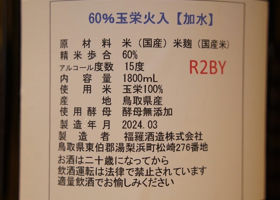 60%玉栄火入【加水】
原材料 米（国産）米麹（国産米）
精米歩合 60%
アルコール度数 15度
R2BY
内容量 1800mL
使用米 玉栄100%
産地 鳥取県産
使用酵母 酵母無添加
製造年月 2024.03
製造者 福羅酒造株式会社
鳥取県東伯郡湯梨浜町松崎276番地
お酒は二十歳になってから
飲酒運転は法律で禁止されています
適量飲酒でお愉しみください